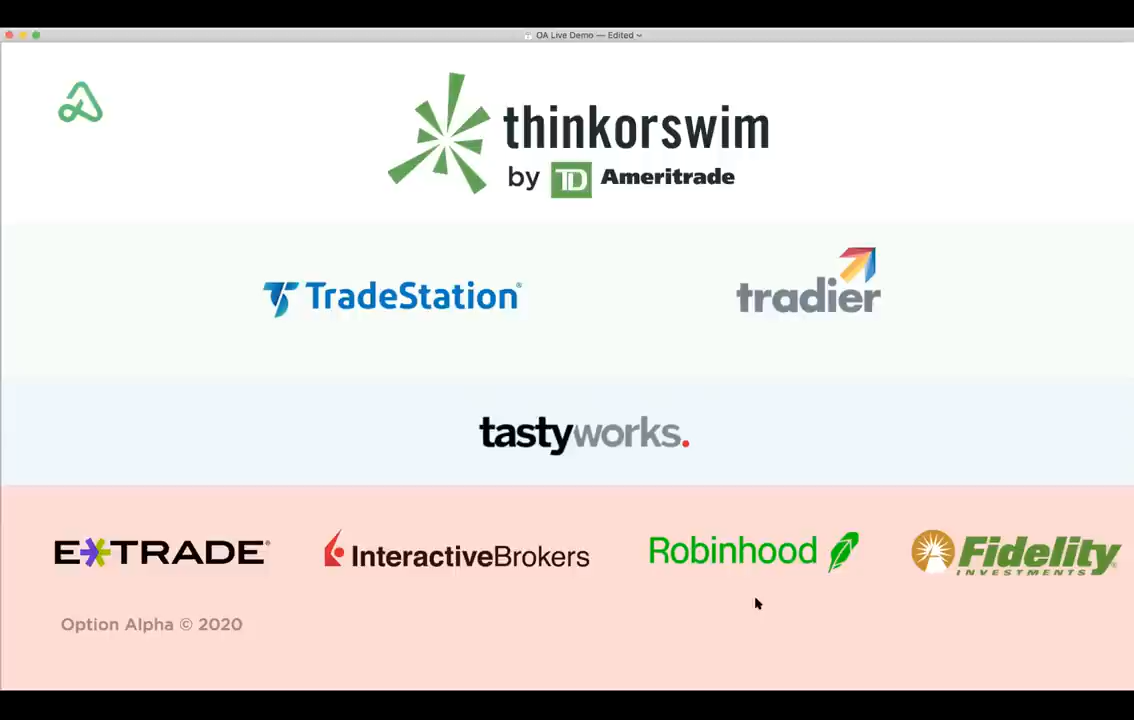 OA Live Demo — Edited
thinkorswim
by TD Ameritrade
TradeStation®
tradier
tastyworks.
E*TRADE®
InteractiveBrokers
Robinhood
Fidelity
INVESTMENTS
Option Alpha © 2020